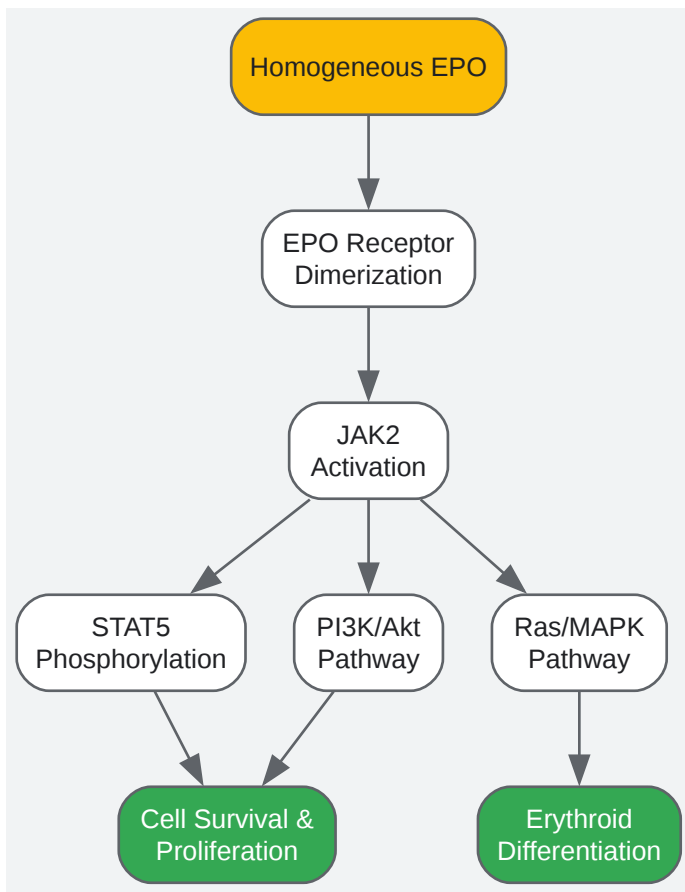 Homogeneous EPO
EPO Receptor
Dimerization
JAK2
Activation
STAT5
Phosphorylation
PI3K/Akt
Pathway
Ras/MAPK
Pathway
Cell Survival &
Proliferation
Erythroid
Differentiation